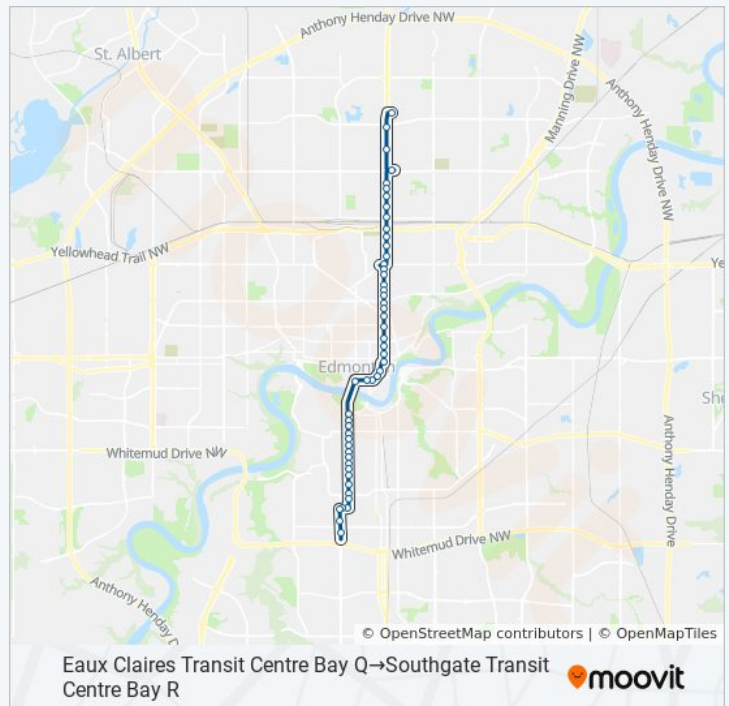 Anthony Henday Drive NW
St. Albert
Manning Drive NW
Anthony Henday Drive NW
Yellowhead Trail NW
Ye
Edmonton
She
Whitemud Drive NW
Anthony Henday Drive
Whitemud Drive NW
Anthony Henday D
© OpenStreetMap contributors | © OpenMapTiles
Eaux Claires Transit Centre Bay Q→Southgate Transit
Centre Bay R
moovit